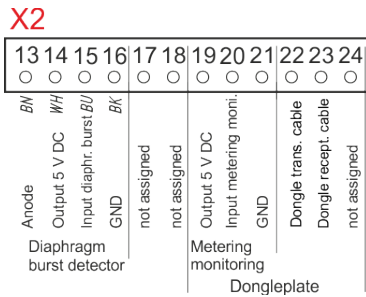 X2
13 14 15 16 17 18 19 20 21 22 23 24
BN WH BU BK
Anode
Output 5 V DC
Input diaphr. burst
GND
not assigned
not assigned
Output 5 V DC
Input metering moni.
GND
Dongle trans. cable
Dongle recept. cable
not assigned
Diaphragm
burst detector
Metering
monitoring
Dongleplate